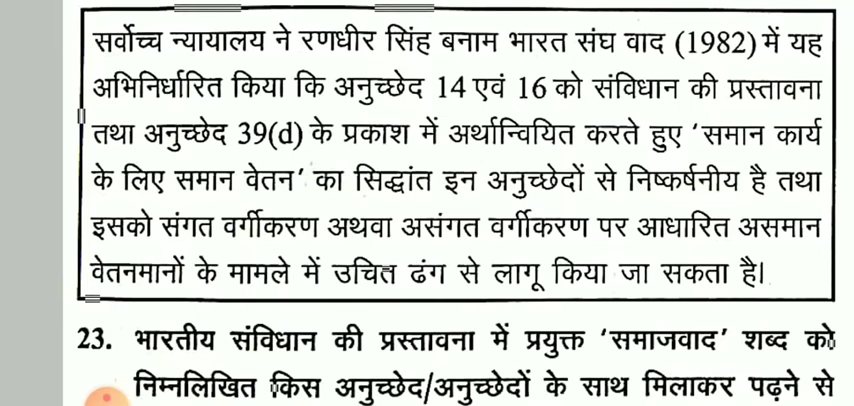 सर्वोच्च न्यायालय ने रणधीर सिंह बनाम भारत संघ वाद (1982) में यह
अभिनिर्धारित किया कि अनुच्छेद 14 एवं 16 को संविधान की प्रस्तावना
तथा अनुच्छेद 39(d) के प्रकाश में अर्थान्वियित करते हुए 'समान कार्य
के लिए समान वेतन' का सिद्धांत इन अनुच्छेदों से निष्कर्षनीय है तथा
इसको संगत वर्गीकरण अथवा असंगत वर्गीकरण पर आधारित असमान
वेतनमानों के मामले में उचित ढंग से लागू किया जा सकता है।
23. भारतीय संविधान की प्रस्तावना में प्रयुक्त 'समाजवाद' शब्द को
निम्नलिखित किस अनुच्छेद/अनुच्छेदों के साथ मिलाकर पढ़ने से